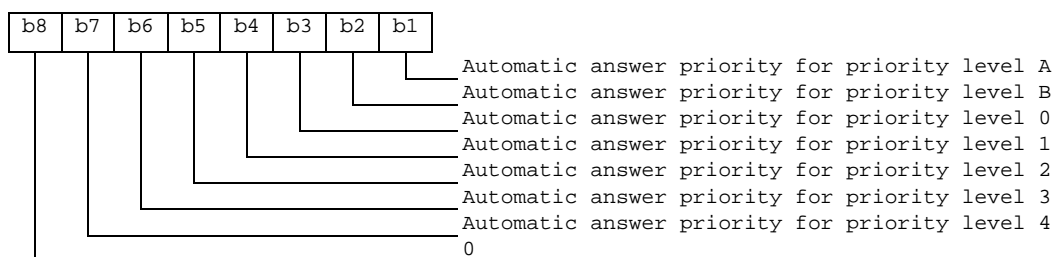 b8 b7 b6 b5 b4 b3 b2 b1
Automatic answer priority for priority level A
Automatic answer priority for priority level B
Automatic answer priority for priority level 0
Automatic answer priority for priority level 1
Automatic answer priority for priority level 2
Automatic answer priority for priority level 3
Automatic answer priority for priority level 4
0